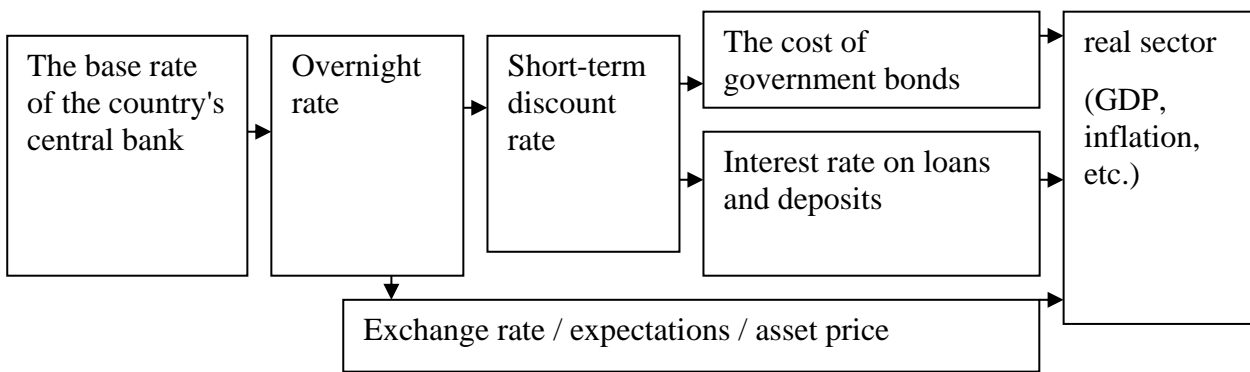 The base rate
of the country's
central bank
Overnight
rate
Short-term
discount
rate
The cost of
government bonds
Interest rate on loans
and deposits
Exchange rate / expectations / asset price
real sector
(GDP,
inflation,
etc.)